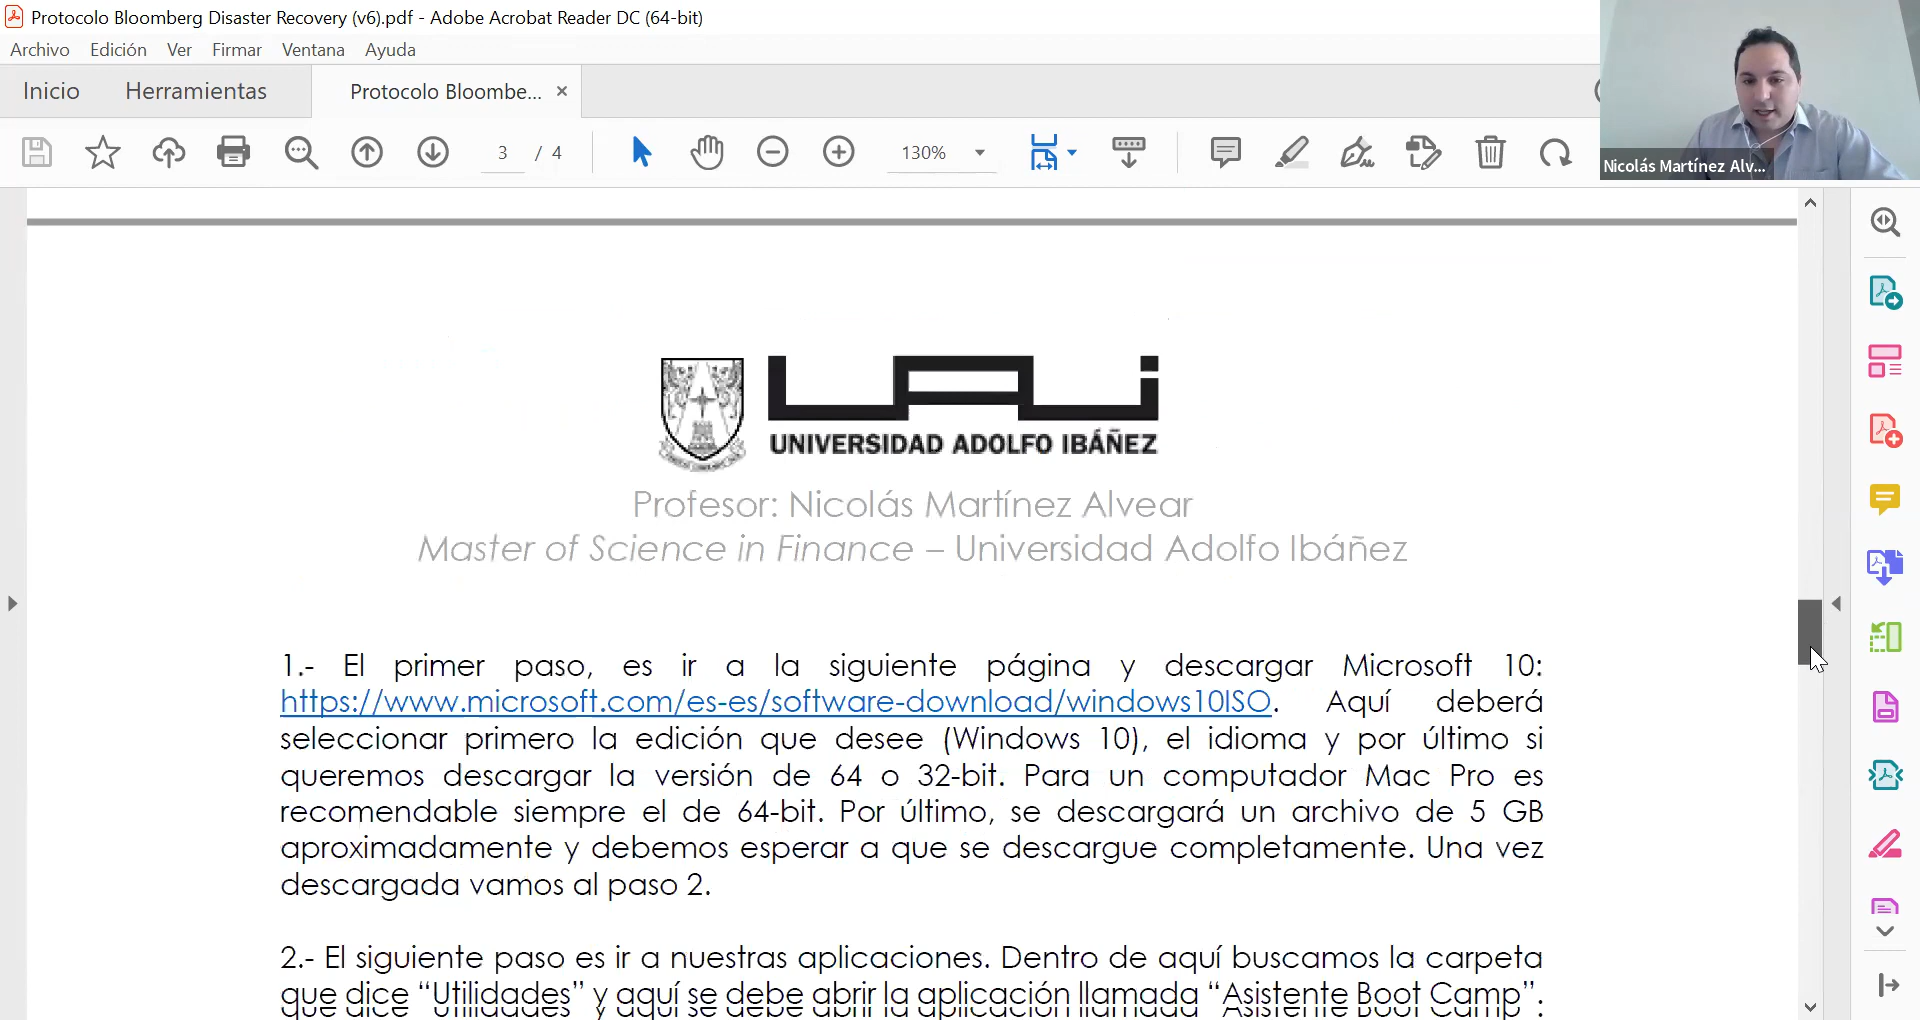 Protocolo Bloomberg Disaster Recovery (v6).pdf - Adobe Acrobat Reader DC (64-bit)
Archivo Edición Ver Firmar Ventana Ayuda
Inicio Herramientas Protocolo Bloombe... ×
3 / 4 130%
Nicolás Martínez Alv...
UAi
UNIVERSIDAD ADOLFO IBÁÑEZ
Profesor: Nicolás Martínez Alvear
Master of Science in Finance – Universidad Adolfo Ibáñez
1.- El primer paso, es ir a la siguiente página y descargar Microsoft 10:
https://www.microsoft.com/es-es/software-download/windows10ISO. Aquí deberá
seleccionar primero la edición que desee (Windows 10), el idioma y por último si
queremos descargar la versión de 64 o 32-bit. Para un computador Mac Pro es
recomendable siempre el de 64-bit. Por último, se descargará un archivo de 5 GB
aproximadamente y debemos esperar a que se descargue completamente. Una vez
descargada vamos al paso 2.
2.- El siguiente paso es ir a nuestras aplicaciones. Dentro de aquí buscamos la carpeta
que dice “Utilidades” y aquí se debe abrir la aplicación llamada “Asistente Boot Camp”.